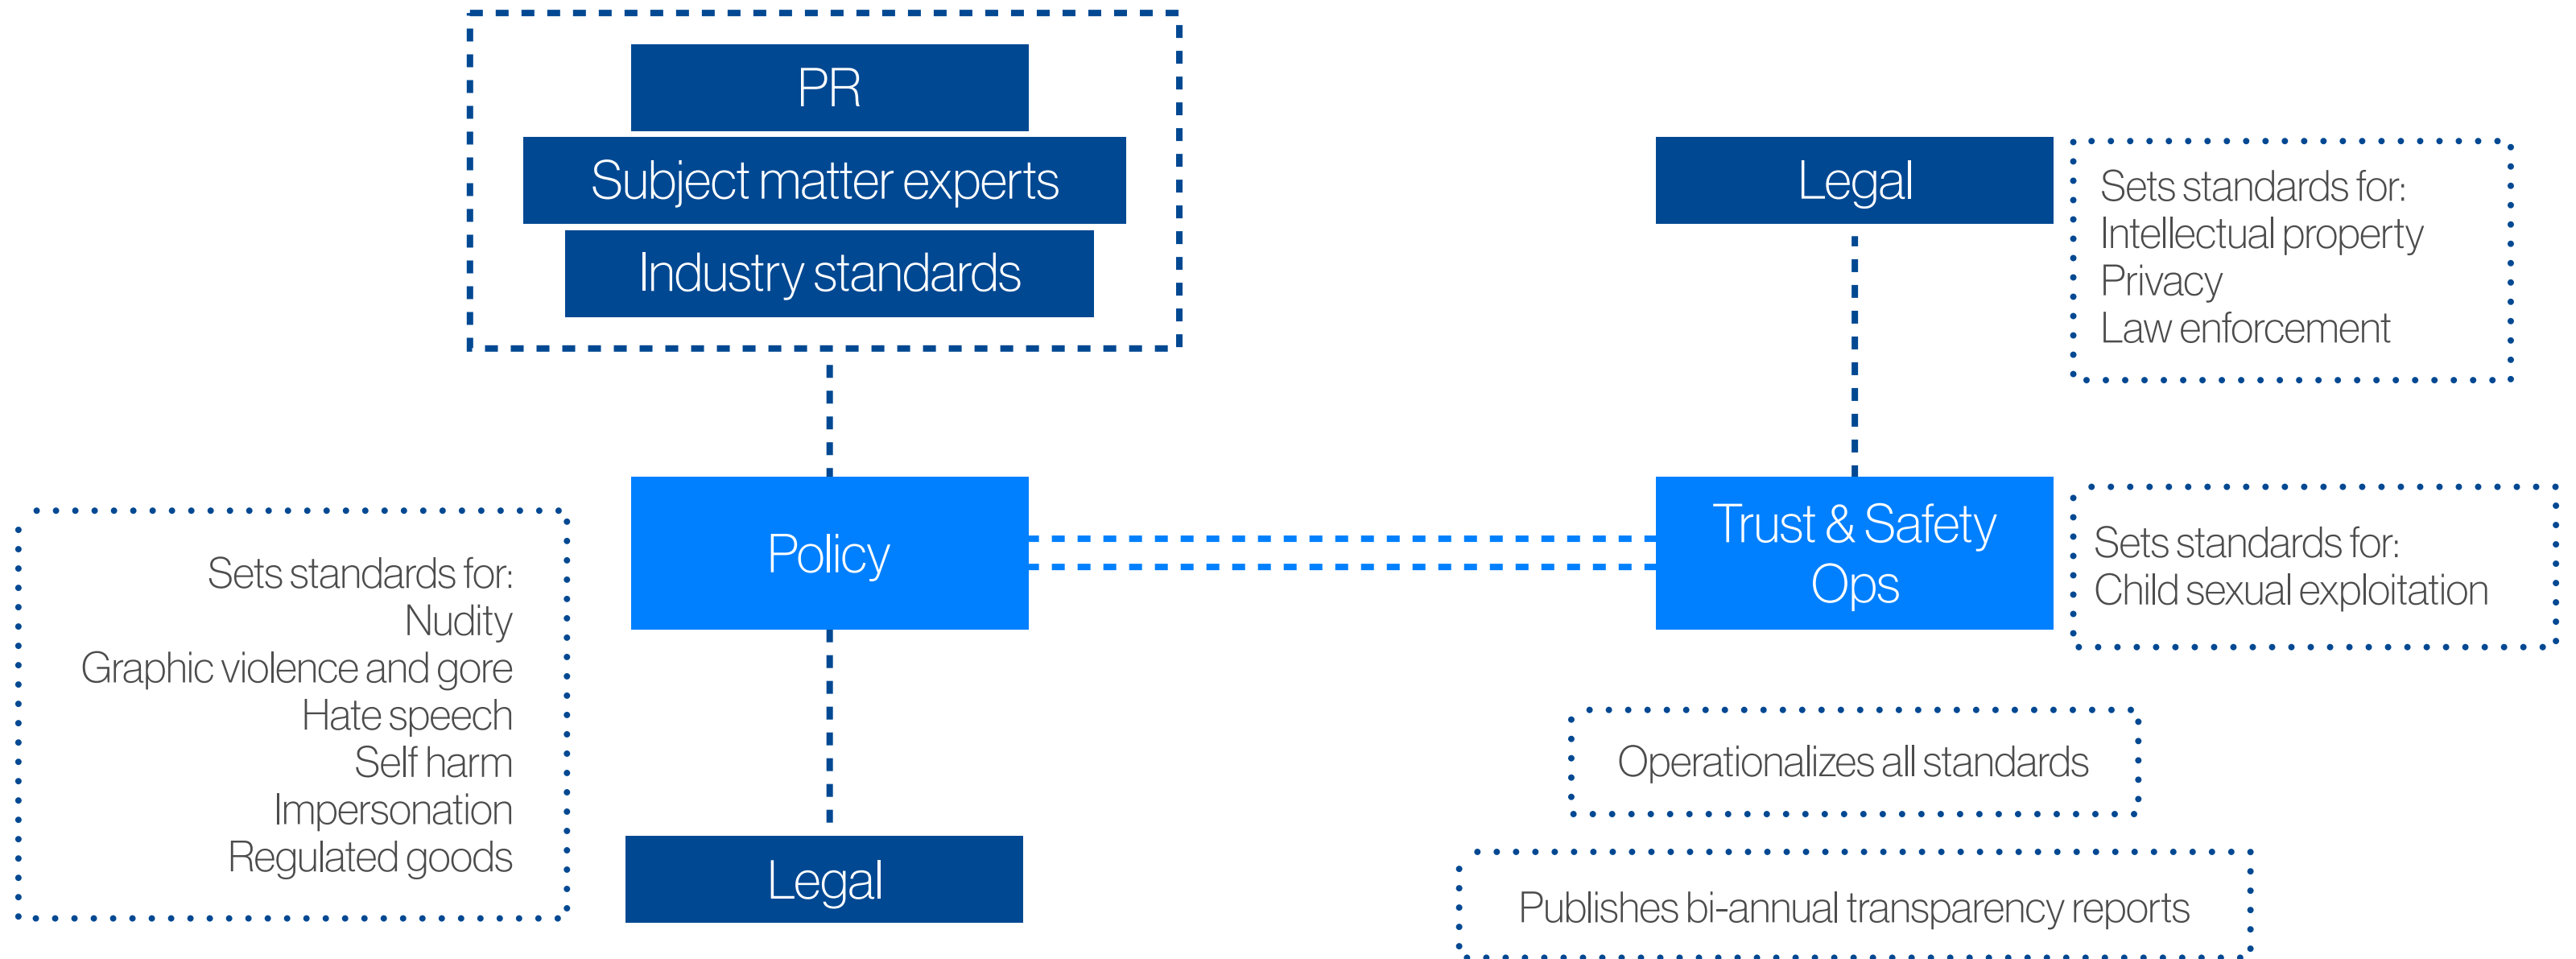 PR
Subject matter experts
Industry standards
Legal
Sets standards for:
Intellectual property
Privacy
Law enforcement
Policy
Trust & Safety
Ops
Sets standards for:
Child sexual exploitation
Sets standards for:
Nudity
Graphic violence and gore
Hate speech
Self harm
Impersonation
Regulated goods
Legal
Operationalizes all standards
Publishes bi-annual transparency reports